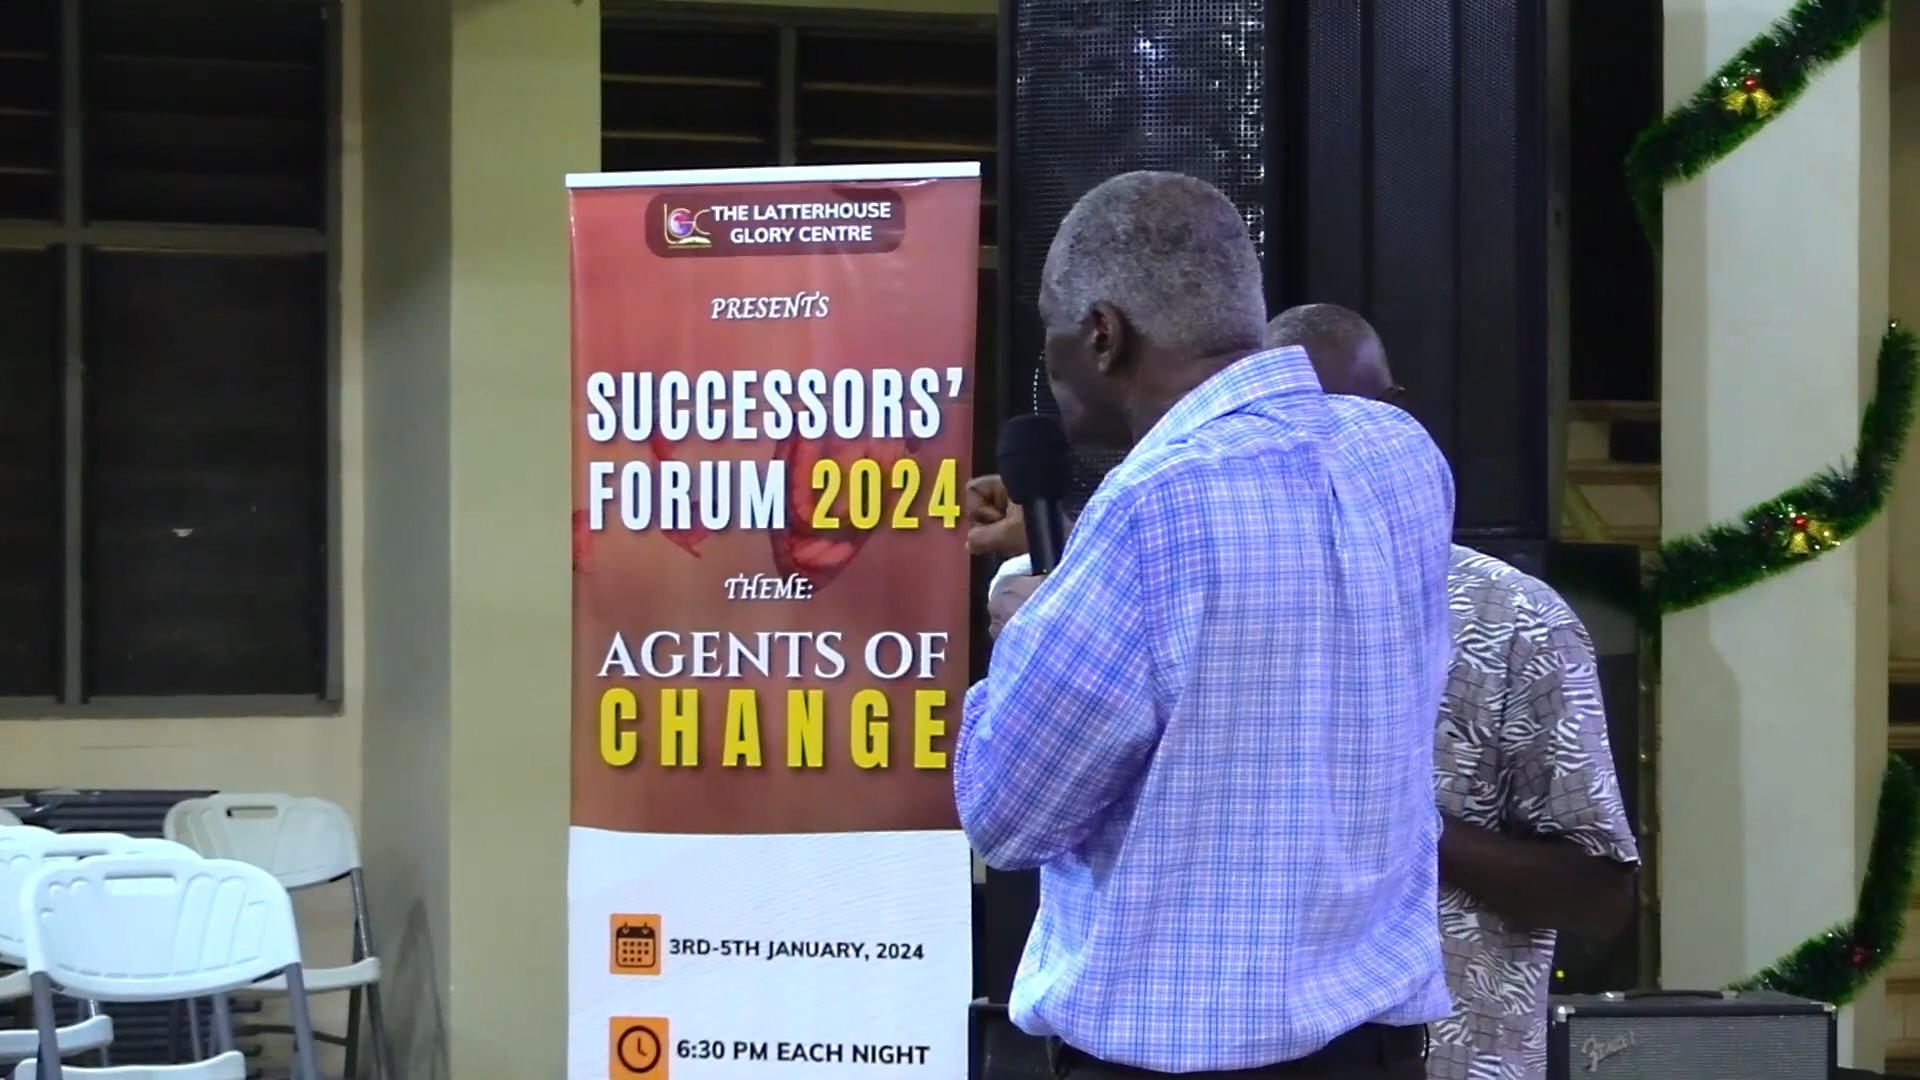 THE LATTERHOUSE
GLORY CENTRE
PRESENTS
SUCCESSORS'
FORUM 2024
THEME:
AGENTS OF
CHANGE
3RD-5TH JANUARY, 2024
6:30 PM EACH NIGHT
Fender